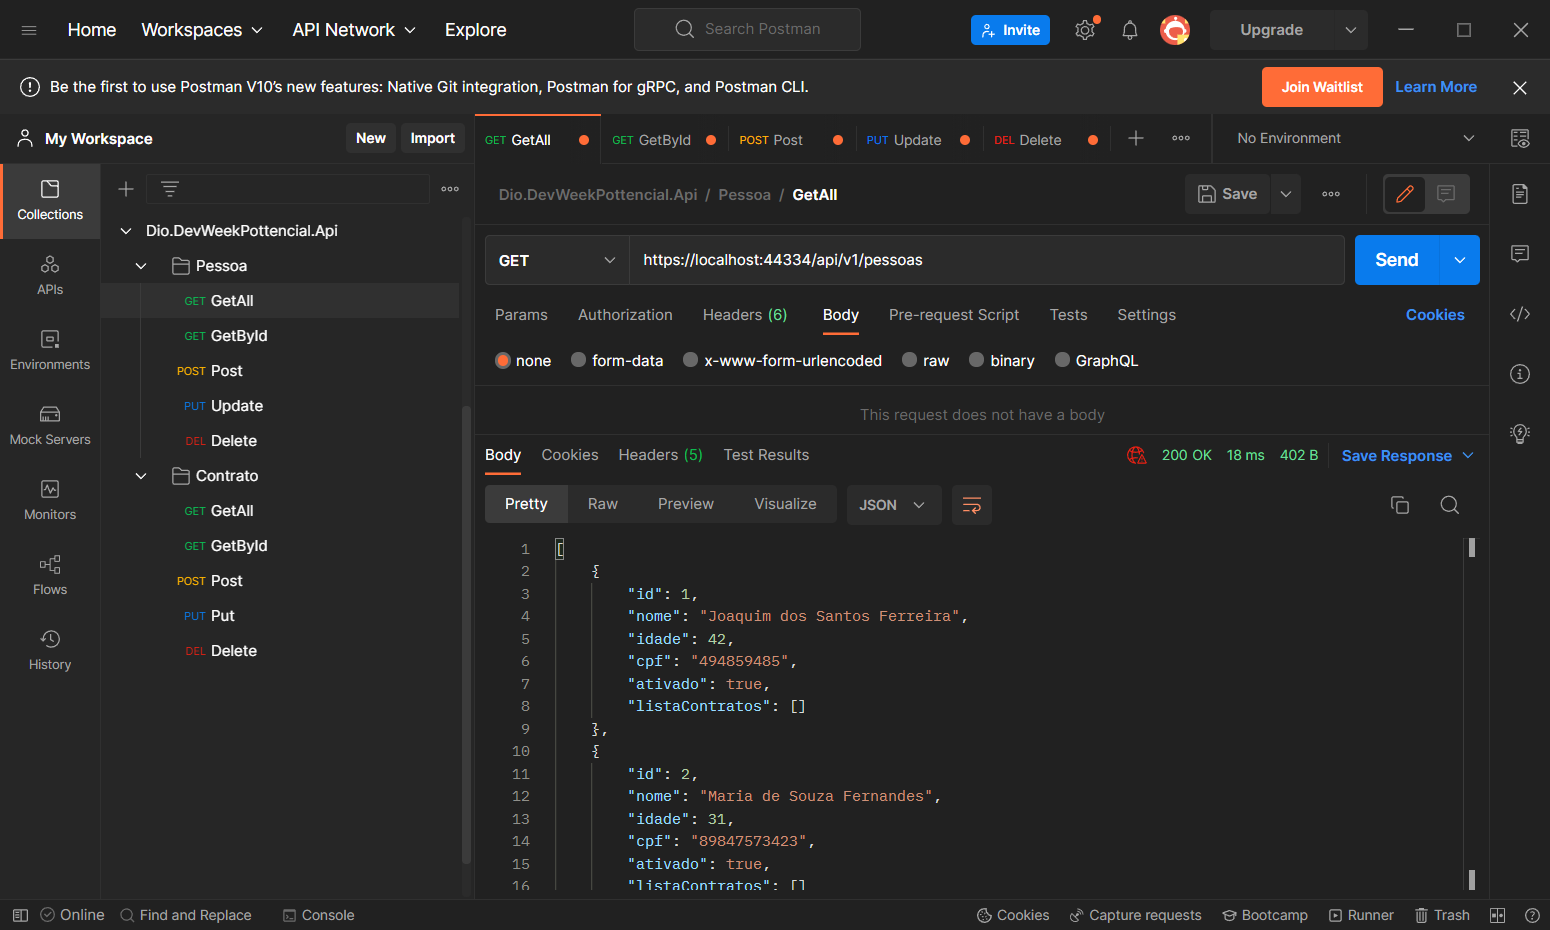 Home Workspaces API Network Explore Search Postman Invite Upgrade
Be the first to use Postman V10’s new features: Native Git integration, Postman for gRPC, and Postman CLI. Join Waitlist Learn More
My Workspace New Import
GET GetAll GET GetById POST Post PUT Update DEL Delete No Environment
Collections
APIs
Environments
Mock Servers
Monitors
Flows
History
Dio.DevWeekPottencial.Api
Pessoa
GET GetAll
GET GetById
POST Post
PUT Update
DEL Delete
Contrato
GET GetAll
GET GetById
POST Post
PUT Put
DEL Delete
Dio.DevWeekPottencial.Api / Pessoa / GetAll Save
GET https://localhost:44334/api/v1/pessoas Send
Params Authorization Headers (6) Body Pre-request Script Tests Settings Cookies
none form-data x-www-form-urlencoded raw binary GraphQL
This request does not have a body
Body Cookies Headers (5) Test Results 200 OK 18 ms 402 B Save Response
Pretty Raw Preview Visualize JSON
1 [
2 {
3 "id": 1,
4 "nome": "Joaquim dos Santos Ferreira",
5 "idade": 42,
6 "cpf": "494859485",
7 "ativado": true,
8 "listaContratos": []
9 },
10 {
11 "id": 2,
12 "nome": "Maria de Souza Fernandes",
13 "idade": 31,
14 "cpf": "89847573423",
15 "ativado": true,
16 "listaContratos": []
Online Find and Replace Console Cookies Capture requests Bootcamp Runner Trash